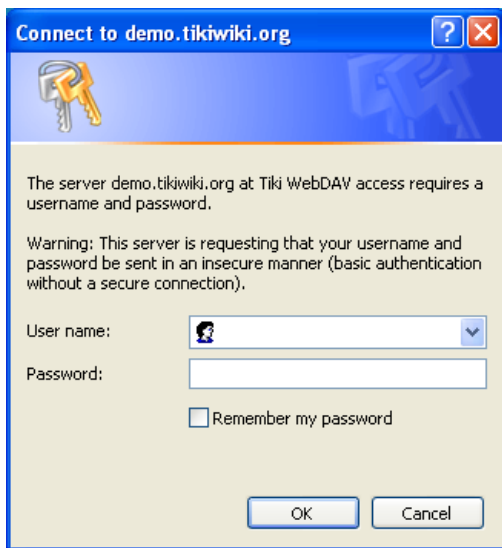 Connect to demo.tikiwiki.org
The server demo.tikiwiki.org at Tiki WebDAV access requires a
username and password.
Warning: This server is requesting that your username and
password be sent in an insecure manner (basic authentication
without a secure connection).
User name:
Password:
Remember my password
OK Cancel